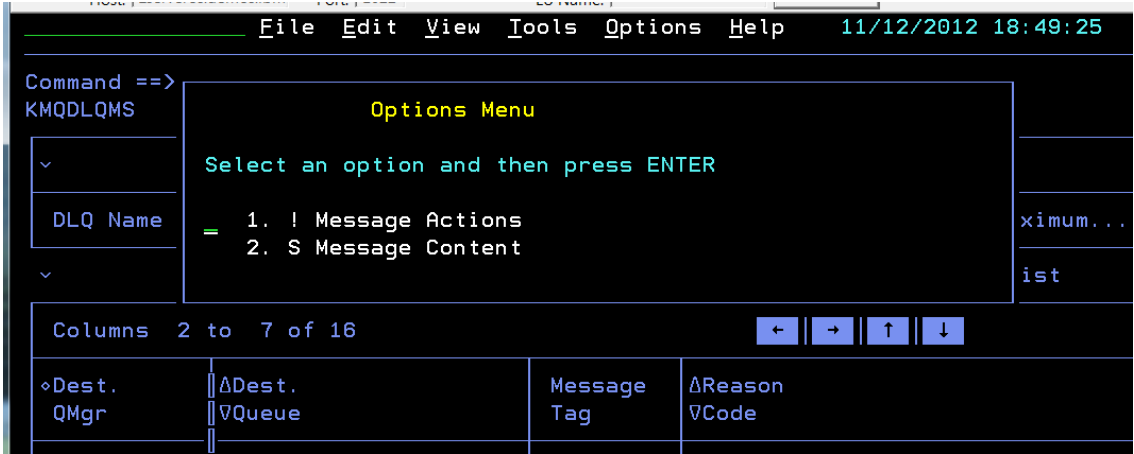 File Edit View Tools Options Help 11/12/2012 18:49:25
Command ==>
KMQDLQMS
Options Menu
Select an option and then press ENTER
DLQ Name
1. ! Message Actions
2. S Message Content
ximum...
ist
Columns 2 to 7 of 16 ← → ↑ ↓
◇Dest. ΔDest. Message ΔReason
QMgr ∇Queue Tag ∇Code